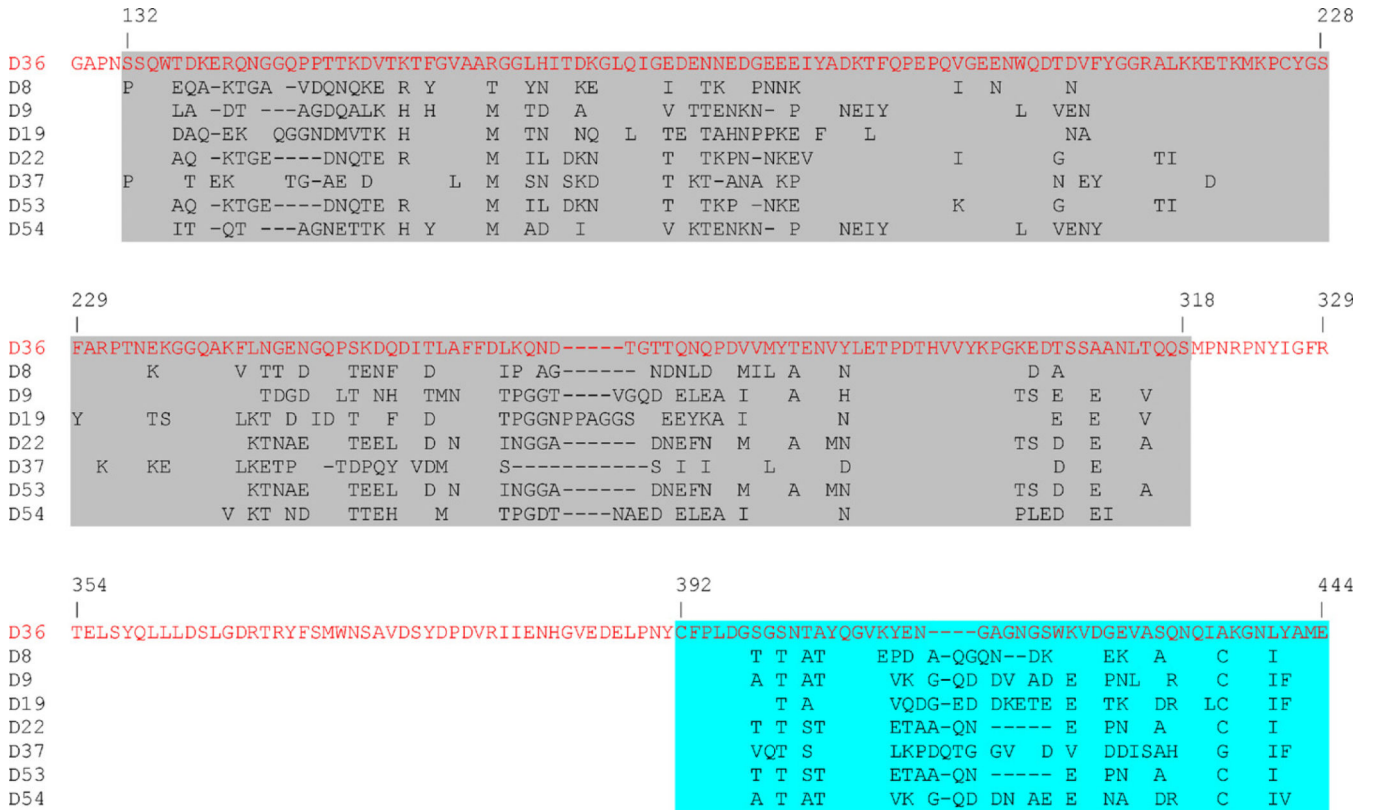 132 228
| |
D36 GAPNSSQWTDKERQNGGQPPTTKDVTKTFGVAARGGLHITDKGLQIGEDENNEDGEEEIYADKTFQPEPQVGEENWQDTDVFYGGRALKKETKMKPCYGS
D8 P EQA-KTGA -VDQNQKE R Y T YN KE I TK PNNK I N N
D9 LA -DT ---AGDQALK H H M TD A V TTENKN- P NEIY L VEN
D19 DAQ-EK QGGNDMVTK H M TN NQ L TE TAHNPPKE F L NA
D22 AQ -KTGE----DNQTE R M IL DKN T TKPN-NKEV I G TI
D37 P T EK TG-AE D L M SN SKD T KT-ANA KP N EY D
D53 AQ -KTGE----DNQTE R M IL DKN T TKP -NKE K G TI
D54 IT -QT ---AGNETTK H Y M AD I V KTENKN- P NEIY L VENY
229 318 329
| | |
D36 FARPTNEKGGQAKFLNGENGQPSKDQDITLAFFDLKQND-----TGTTQNQPDVVMYTENVYLETPDTHVVYKPGKEDTSSAANLTQQSMPNRPNYIGFR
D8 K V TT D TENF D IP AG------ NDNLD MIL A N D A
D9 TDGD LT NH TMN TPGGT----VGQD ELEA I A H TS E E V
D19 Y TS LKT D ID T F D TPGGNPPAGGS EEYKA I N E E V
D22 KTNAE TEEL D N INGGA------ DNEFN M A MN TS D E A
D37 K KE LKETP -TDPQY VDM S-----------S I I L D D E
D53 KTNAE TEEL D N INGGA------ DNEFN M A MN TS D E A
D54 V KT ND TTEH M TPGDT----NAED ELEA I N PLED EI
354 392 444
| | |
D36 TELSYQLLLDSLGDRTRYFSMWNSAVDSYDPDVRIIENHGVEDELPNYCFPLDGSGSNTAYQGVKYEN----GAGNGSWKVDGEVASQNQIAKGNLYAME
D8 T T AT EPD A-QGQN--DK EK A C I
D9 A T AT VK G-QD DV AD E PNL R C IF
D19 T A VQDG-ED DKETE E TK DR LC IF
D22 T T ST ETAA-QN ----- E PN A C I
D37 VQT S LKPDQTG GV D V DDISAH G IF
D53 T T ST ETAA-QN ----- E PN A C I
D54 A T AT VK G-QD DN AE E NA DR C IV